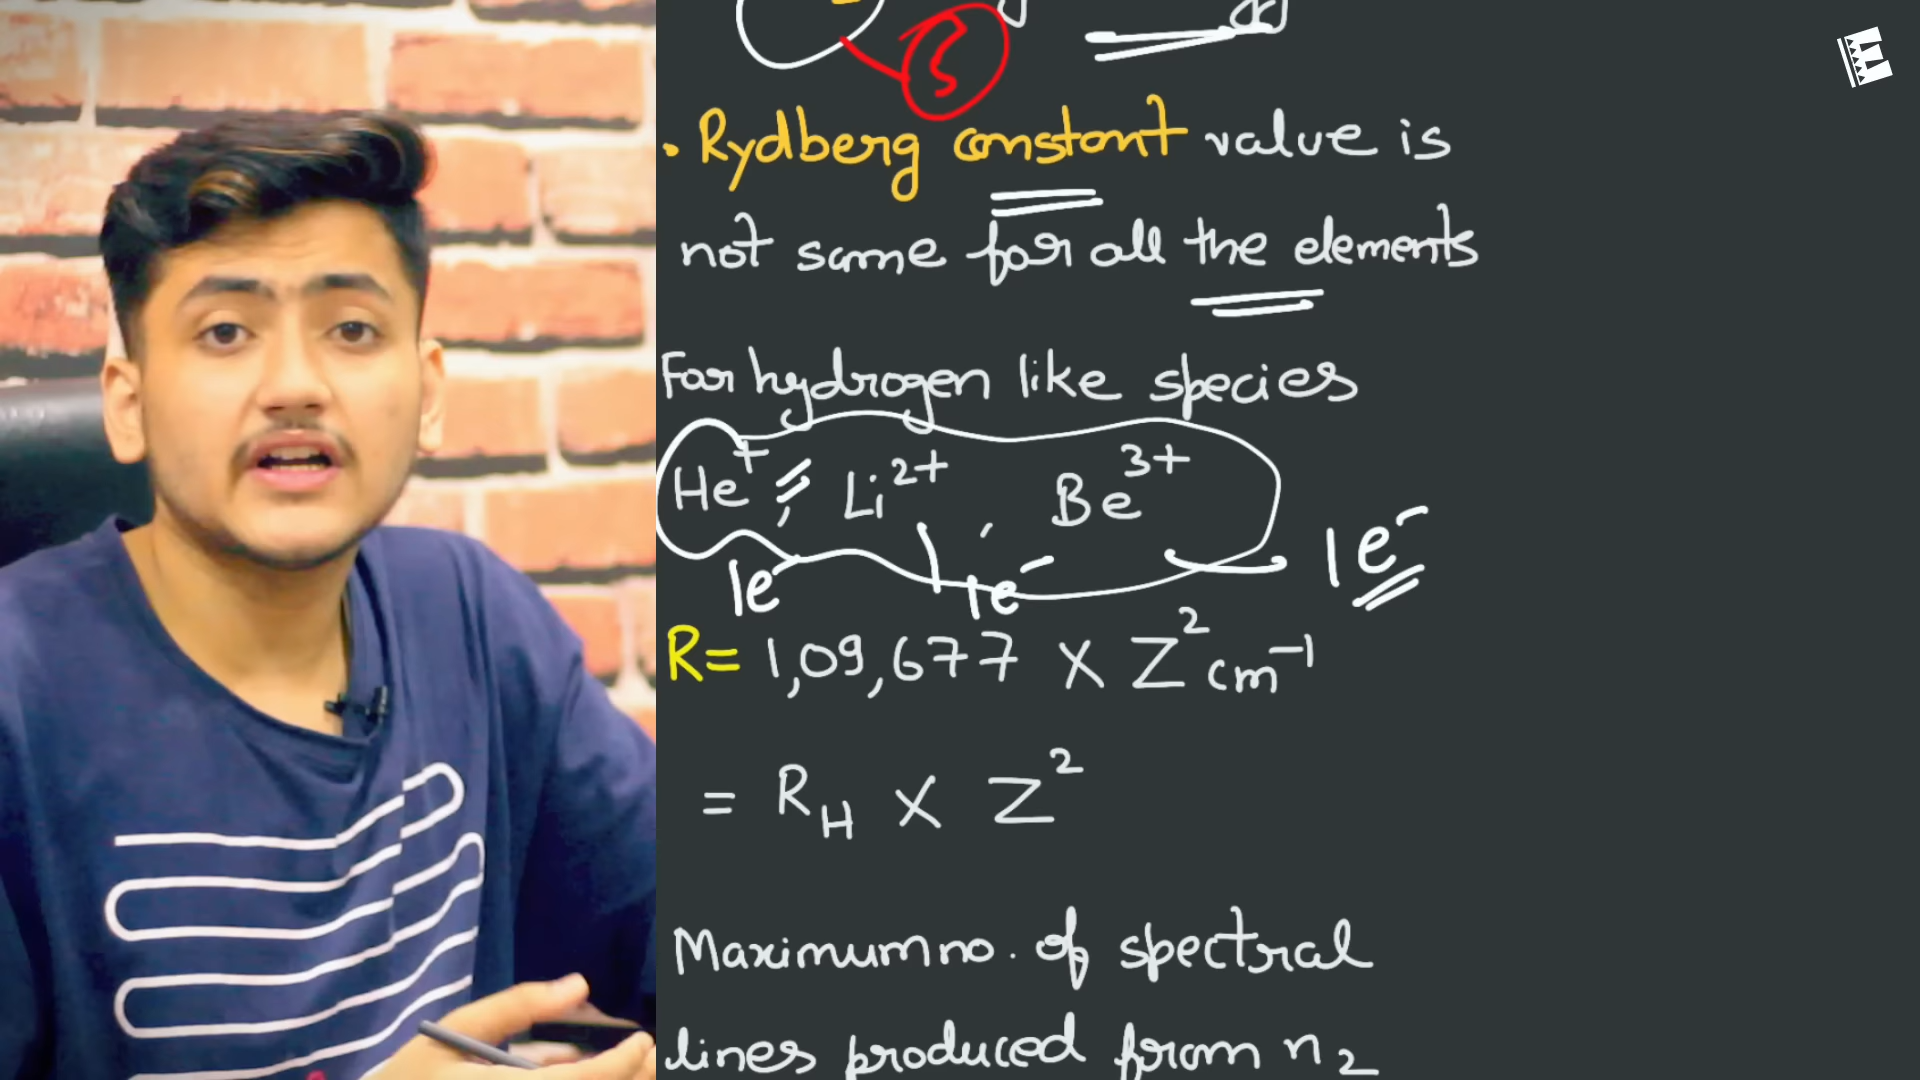 • Rydberg constant value is
not same for all the elements
For hydrogen like species
He⁺, Li²⁺, Be³⁺
1e⁻ 1e⁻ 1e⁻
R = 1,09,677 X Z² cm⁻¹
= R_H X Z²
Maximum no. of spectral
lines produced from n₂